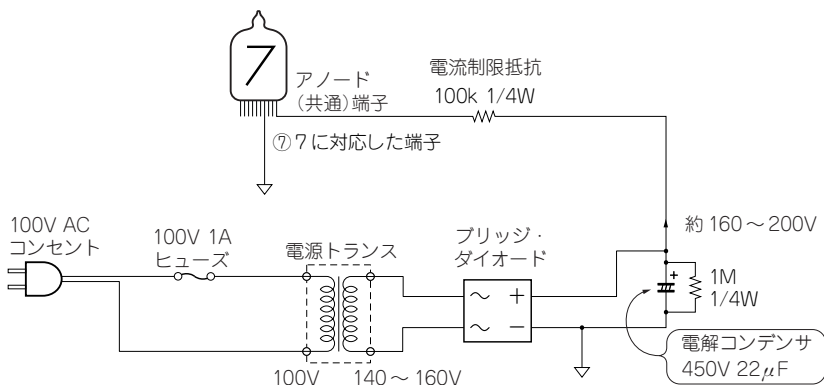 7
アノード
(共通)端子
電流制限抵抗
100k 1/4W
⑦7に対応した端子
100V AC
コンセント
100V 1A
ヒューズ
電源トランス
ブリッジ・
ダイオード
約160～200V
～ ＋
～ −
+
1M
1/4W
100V
140～160V
電解コンデンサ
450V 22μF